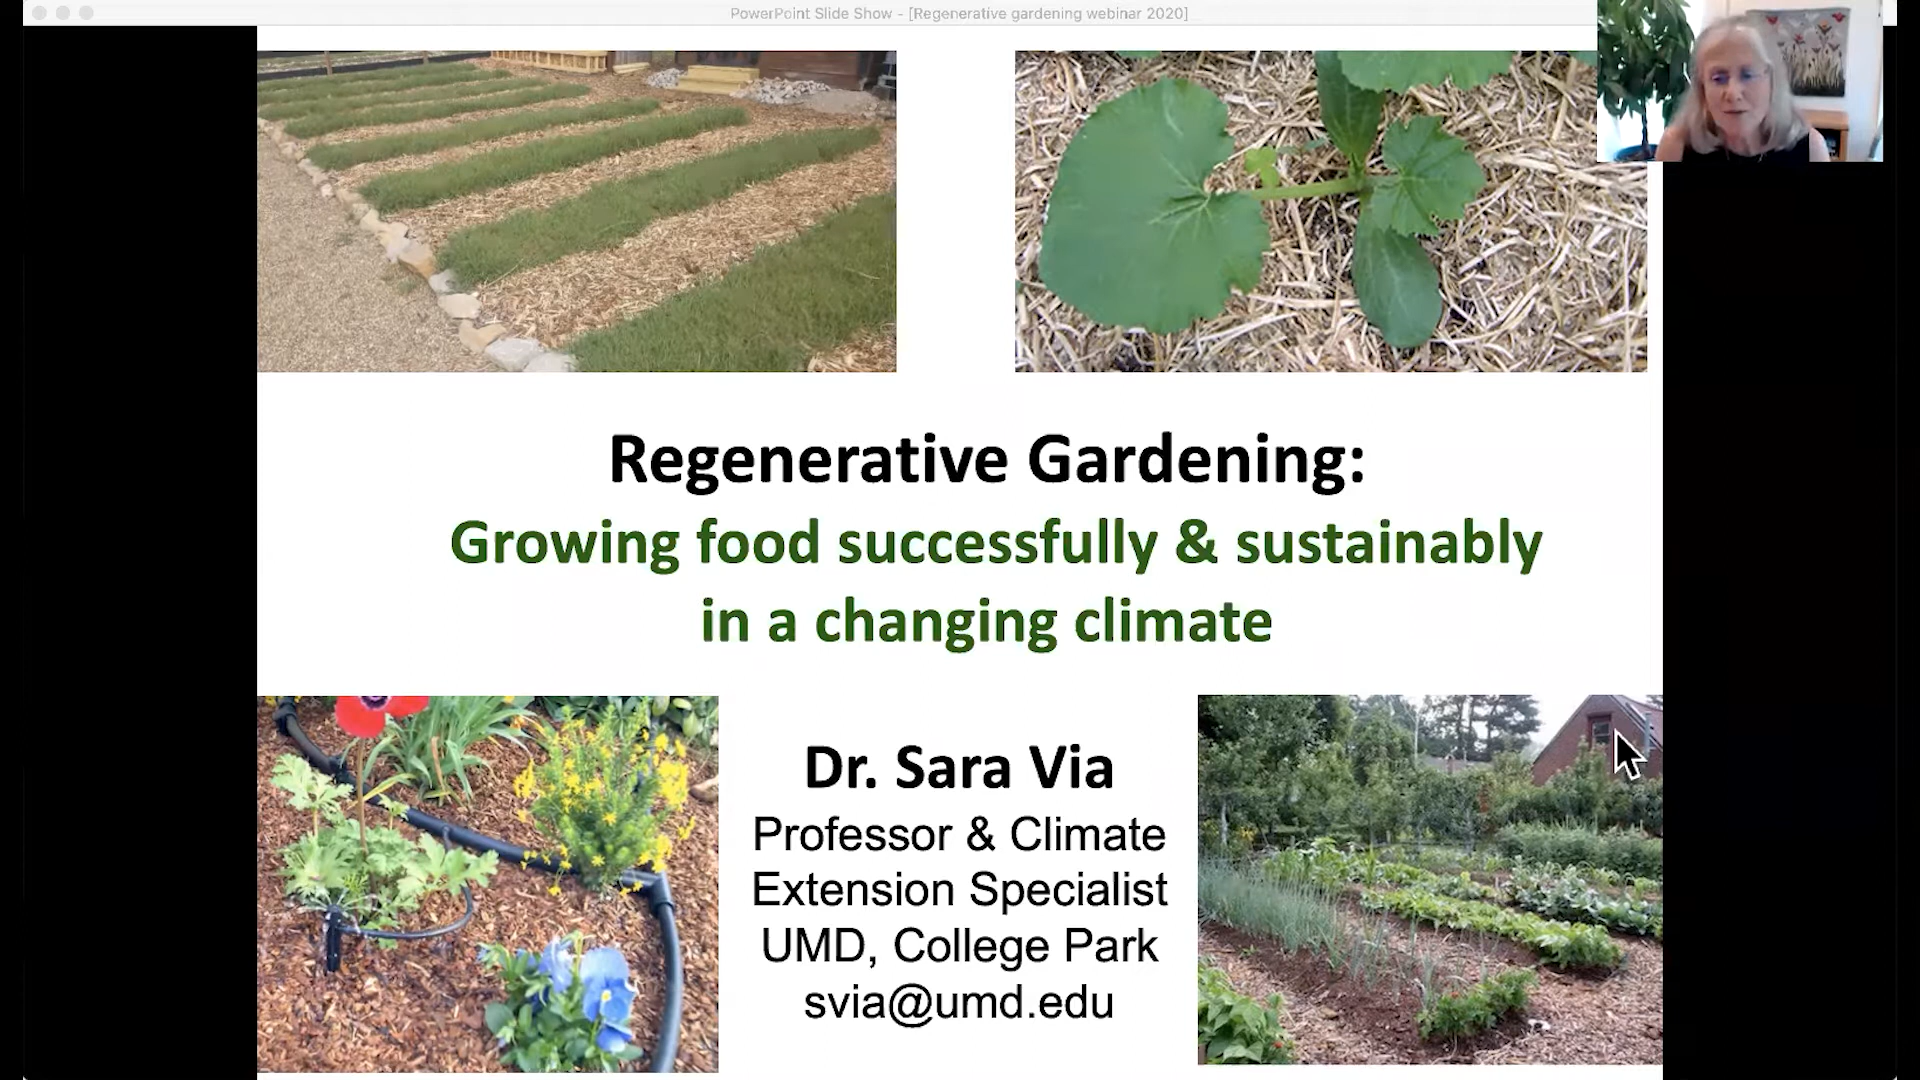 PowerPoint Slide Show - [Regenerative gardening webinar 2020]
Regenerative Gardening:
Growing food successfully & sustainably
in a changing climate
Dr. Sara Via
Professor & Climate
Extension Specialist
UMD, College Park
svia@umd.edu